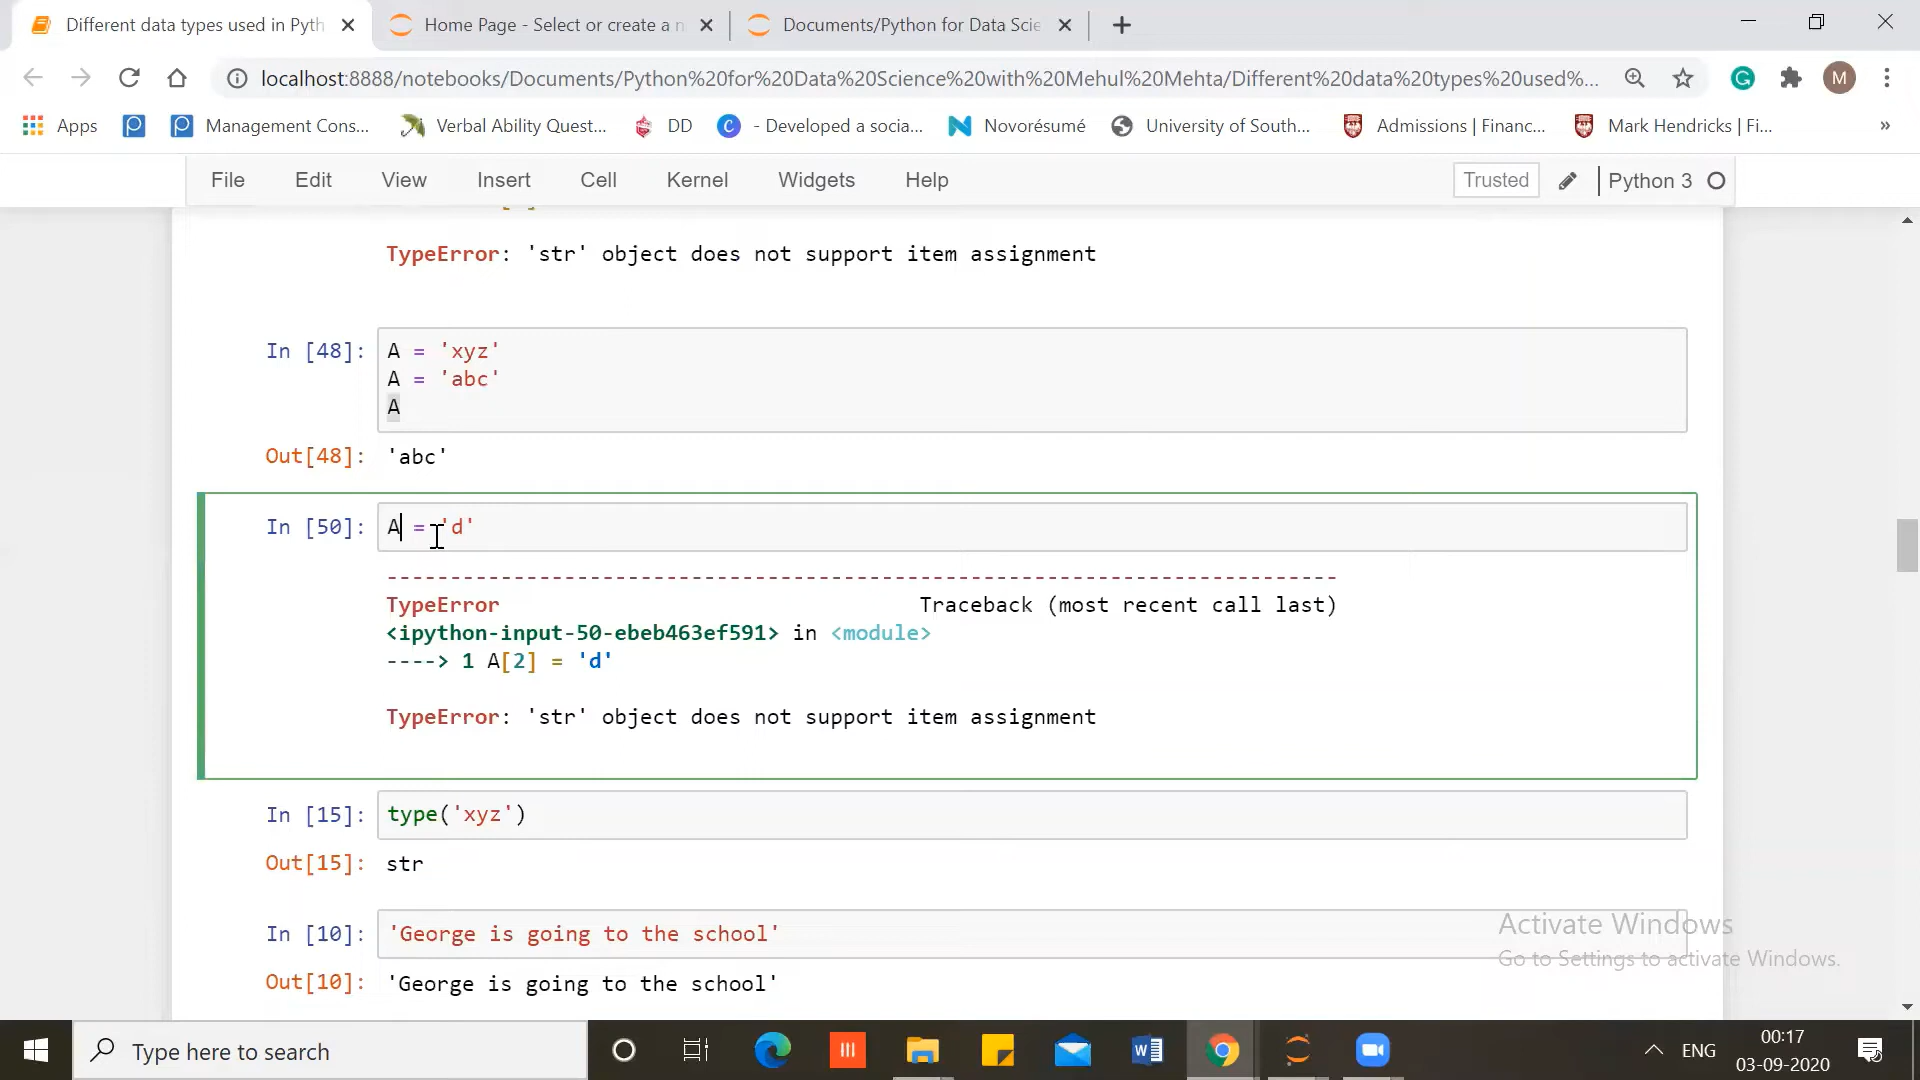 Different data types used in Pyth
Home Page - Select or create a n
Documents/Python for Data Scie
localhost:8888/notebooks/Documents/Python%20for%20Data%20Science%20with%20Mehul%20Mehta/Different%20data%20types%20used%...
M
Apps
Management Cons...
Verbal Ability Quest...
DD
- Developed a socia...
Novorésumé
University of South...
Admissions | Financ...
Mark Hendricks | Fi...
»
File
Edit
View
Insert
Cell
Kernel
Widgets
Help
Trusted
Python 3
TypeError: 'str' object does not support item assignment
In [48]:
A = 'xyz'
A = 'abc'
A
Out[48]: 'abc'
In [50]: A = 'd'
---------------------------------------------------------------------------
TypeError Traceback (most recent call last)
<ipython-input-50-ebeb463ef591> in <module>
----> 1 A[2] = 'd'
TypeError: 'str' object does not support item assignment
In [15]: type('xyz')
Out[15]: str
In [10]: 'George is going to the school'
Out[10]: 'George is going to the school'
Activate Windows
Go to Settings to activate Windows.
Type here to search
ENG
00:17
03-09-2020